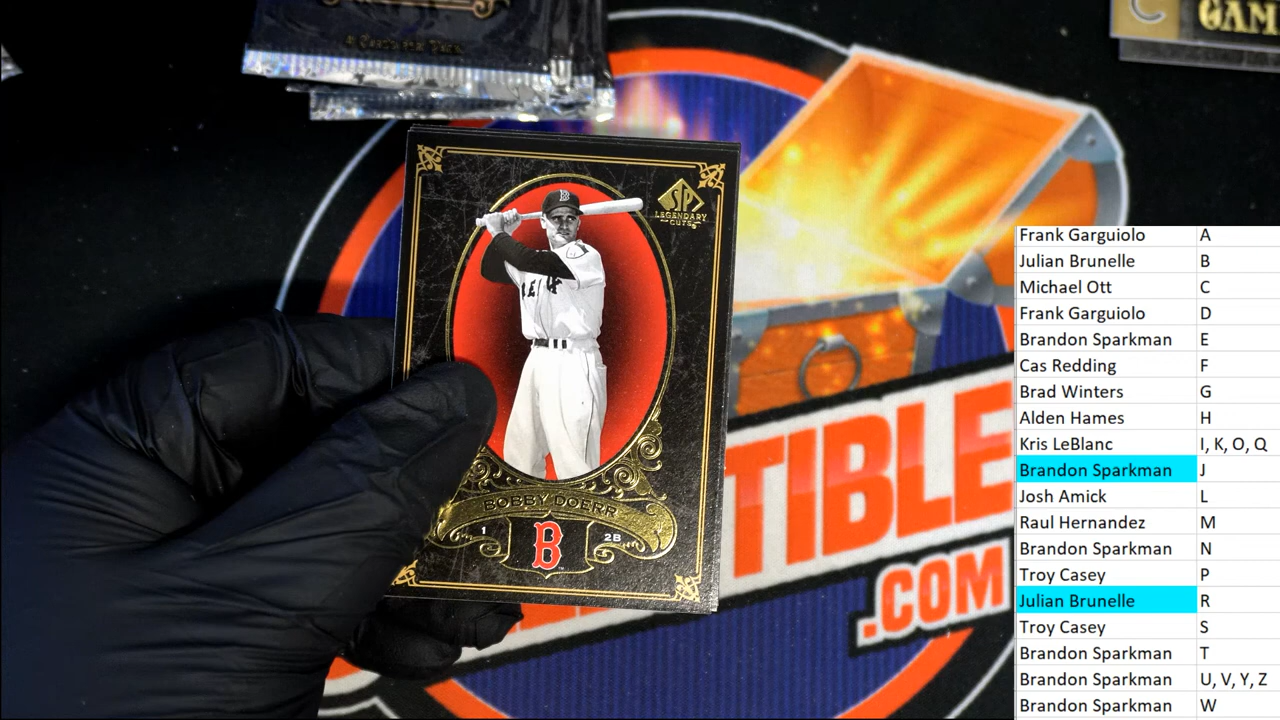 GAM
SP
LEGENDARY
CUTS
BOBBY DOERR
1
B
2B
TIBLE
.COM
Frank Garguiolo A
Julian Brunelle B
Michael Ott C
Frank Garguiolo D
Brandon Sparkman E
Cas Redding F
Brad Winters G
Alden Hames H
Kris LeBlanc I, K, O, Q
Brandon Sparkman J
Josh Amick L
Raul Hernandez M
Brandon Sparkman N
Troy Casey P
Julian Brunelle R
Troy Casey S
Brandon Sparkman T
Brandon Sparkman U, V, Y, Z
Brandon Sparkman W